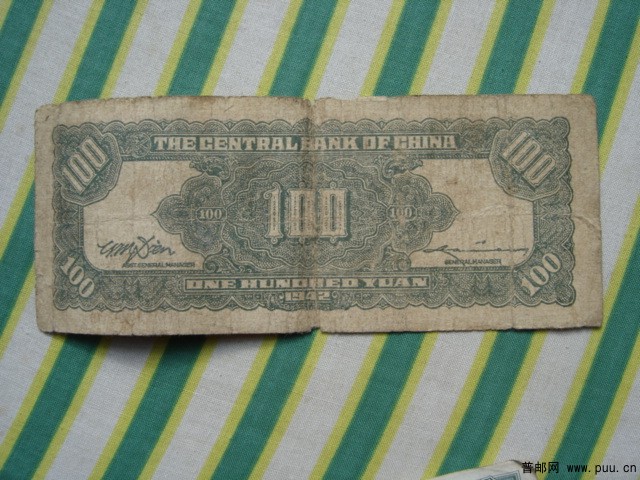 THE CENTRAL BANK OF CHINA
100 100
100 100 100
ASST. GENERAL MANAGER GENERAL MANAGER
100 100
ONE HUNDRED YUAN
1942
普邮网 www.puu.cn